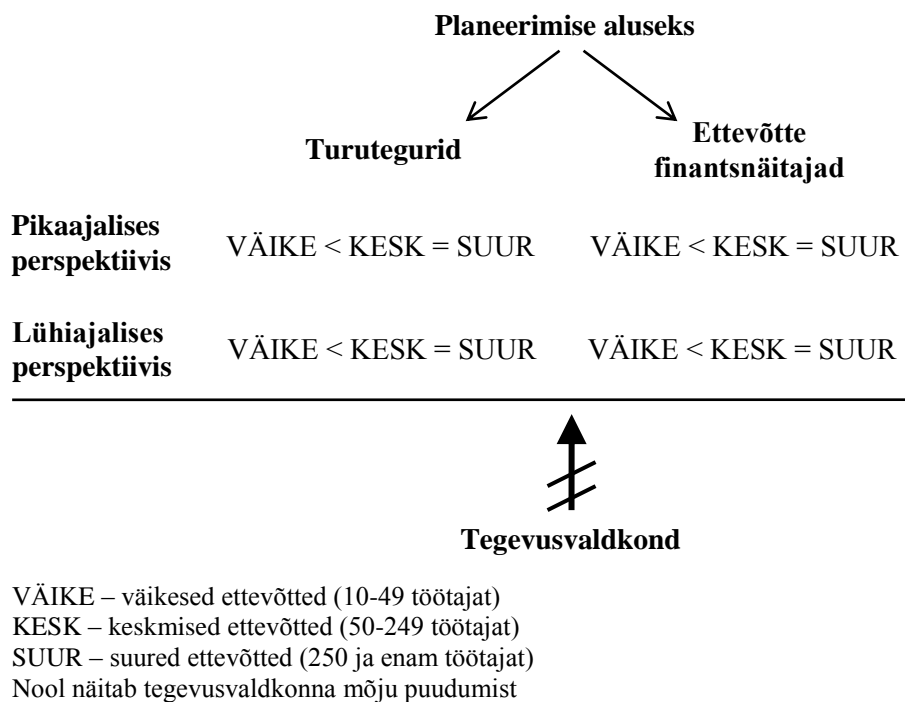 Planeerimise aluseks
Turutegurid
Ettevõtte
finantsnäitajad
Pikaajalises
perspektiivis
VÄIKE < KESK = SUUR
VÄIKE < KESK = SUUR
Lühiajalises
perspektiivis
VÄIKE < KESK = SUUR
VÄIKE < KESK = SUUR
Tegevusvaldkond
VÄIKE – väikesed ettevõtted (10-49 töötajat)
KESK – keskmised ettevõtted (50-249 töötajat)
SUUR – suured ettevõtted (250 ja enam töötajat)
Nool näitab tegevusvaldkonna mõju puudumist